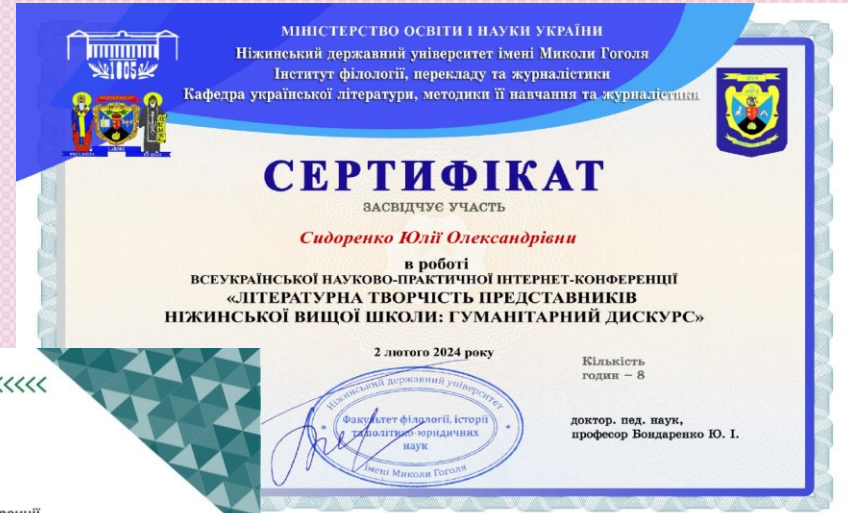 МІНІСТЕРСТВО ОСВІТИ І НАУКИ УКРАЇНИ
Ніжинський державний університет імені Миколи Гоголя
Інститут філології, перекладу та журналістики
Кафедра української літератури, методики її навчання та журналістики
1805
СЕРТИФІКАТ
ЗАСВІДЧУЄ УЧАСТЬ
Сидоренко Юлії Олександрівни
в роботі
ВСЕУКРАЇНСЬКОЇ НАУКОВО-ПРАКТИЧНОЇ ІНТЕРНЕТ-КОНФЕРЕНЦІЇ
«ЛІТЕРАТУРНА ТВОРЧІСТЬ ПРЕДСТАВНИКІВ
НІЖИНСЬКОЇ ВИЩОЇ ШКОЛИ: ГУМАНІТАРНИЙ ДИСКУРС»
2 лютого 2024 року
Кількість
годин – 8
Ніжинський державний університет
Факультет філології, історії
та політико-юридичних
наук
імені Миколи Гоголя
доктор. пед. наук,
професор Бондаренко Ю. І.